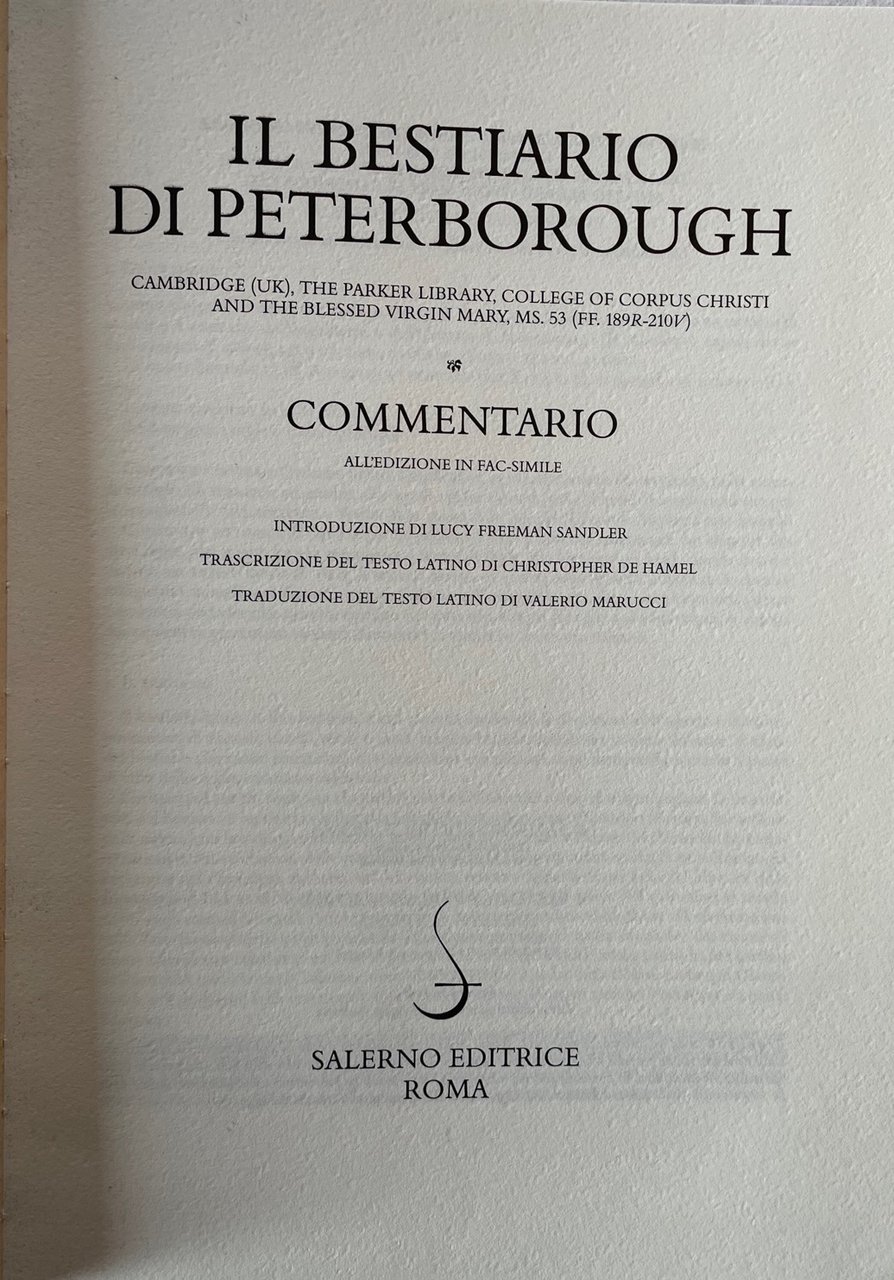 IL BESTIARIO
DI PETERBOROUGH
CAMBRIDGE (UK), THE PARKER LIBRARY, COLLEGE OF CORPUS CHRISTI
AND THE BLESSED VIRGIN MARY, MS. 53 (FF. 189R-210V)
COMMENTARIO
ALL'EDIZIONE IN FAC-SIMILE
INTRODUZIONE DI LUCY FREEMAN SANDLER
TRASCRIZIONE DEL TESTO LATINO DI CHRISTOPHER DE HAMEL
TRADUZIONE DEL TESTO LATINO DI VALERIO MARUCCI
SALERNO EDITRICE
ROMA